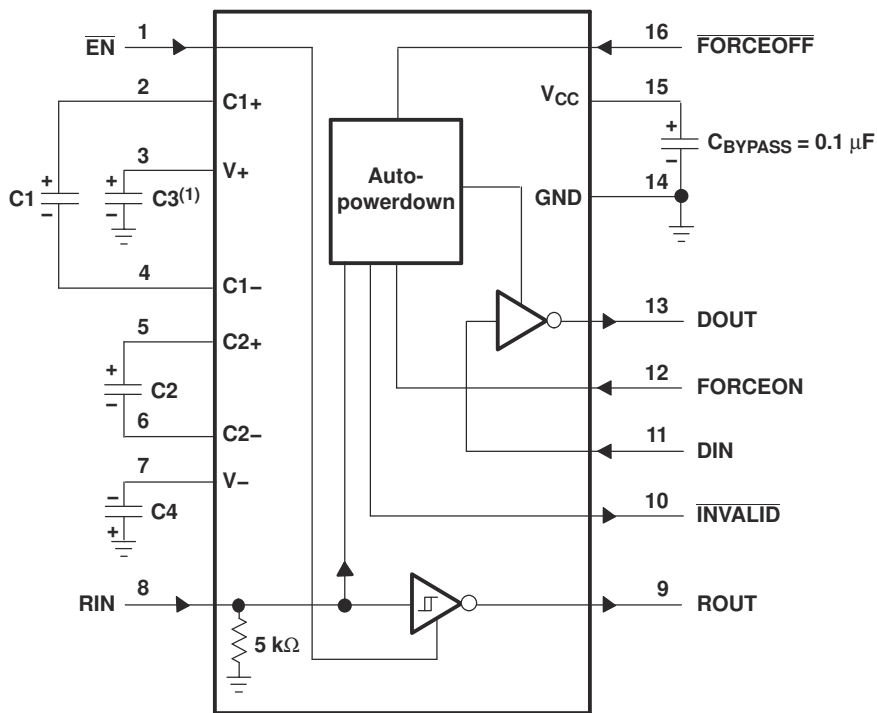 EN
1
2
C1+
3
V+
C1
+
−
+
−
C3(1)
4
C1−
5
C2+
+
−
C2
6
C2−
7
V−
−
+
C4
RIN
8
5 kΩ
Auto-
powerdown
16
FORCEOFF
VCC
15
+
−
CBYPASS = 0.1 μF
14
GND
13
DOUT
12
FORCEON
11
DIN
10
INVALID
9
ROUT